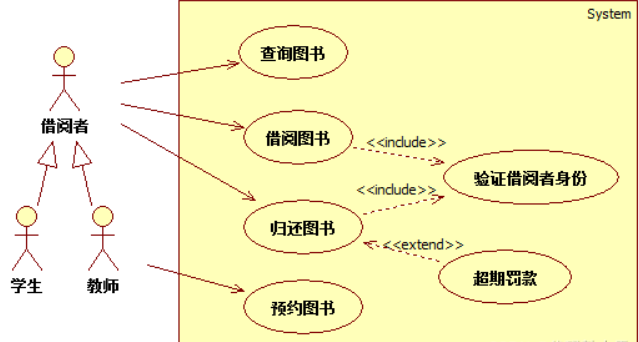 System
查询图书
借阅者
借阅图书
<<include>>
验证借阅者身份
<<include>>
归还图书
<<extend>>
超期罚款
学生
教师
预约图书